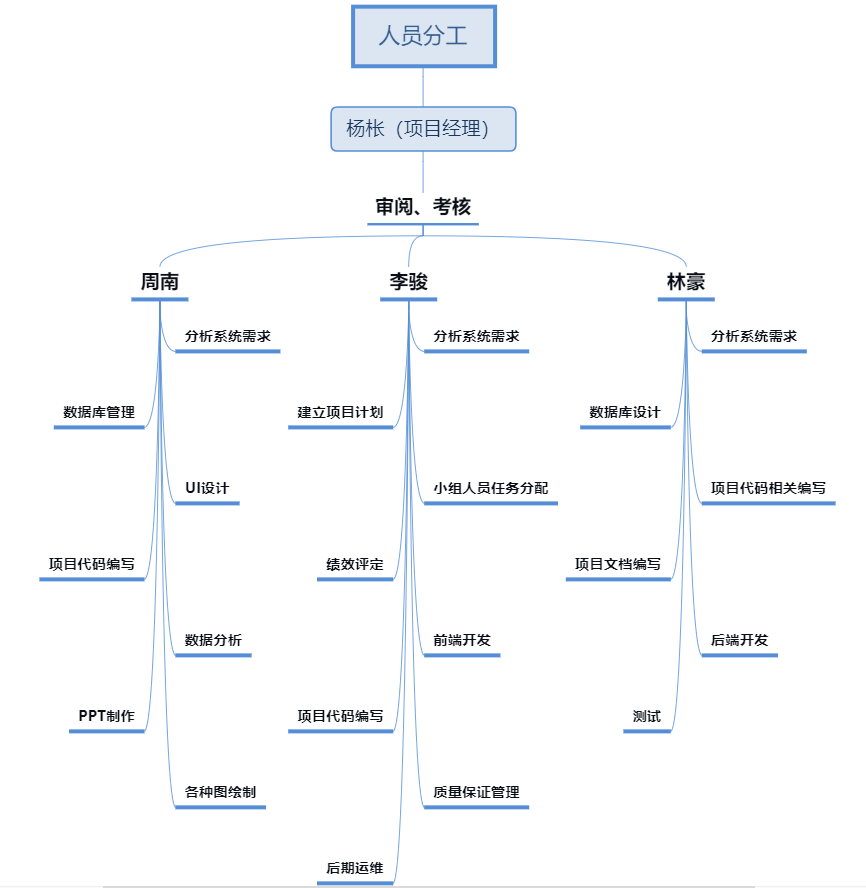 人员分工
杨枨（项目经理）
审阅、考核
周南
分析系统需求
数据库管理
UI设计
项目代码编写
数据分析
PPT制作
各种图绘制
李骏
分析系统需求
建立项目计划
小组人员任务分配
绩效评定
前端开发
项目代码编写
质量保证管理
后期运维
林豪
分析系统需求
数据库设计
项目代码相关编写
项目文档编写
后端开发
测试